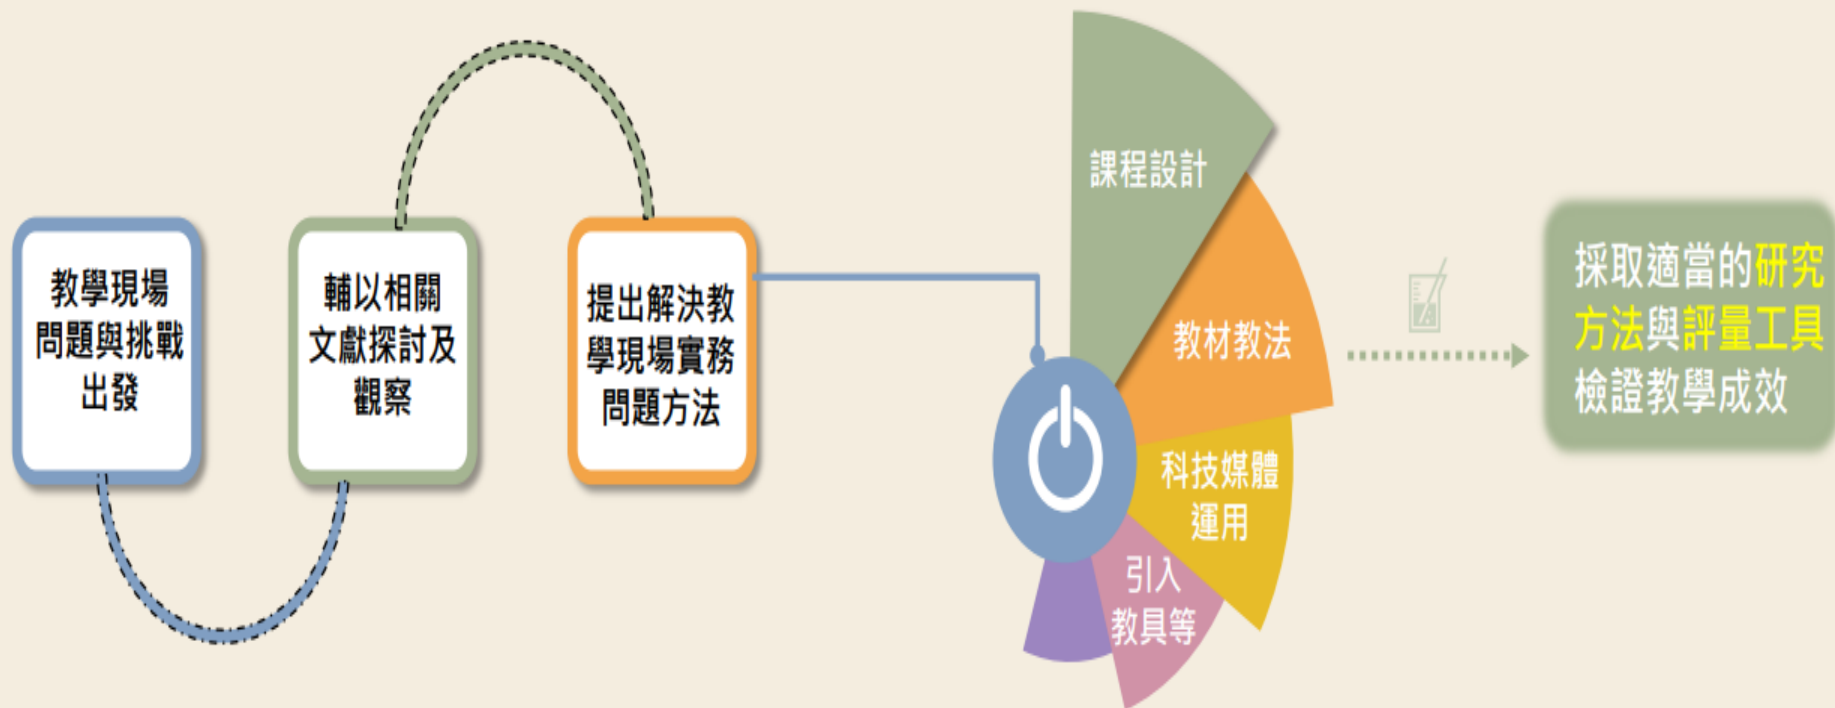 教學現場
問題與挑戰
出發
輔以相關
文獻探討及
觀察
提出解決教
學現場實務
問題方法
課程設計
教材教法
科技媒體
運用
引入
教具等
採取適當的研究
方法與評量工具
檢證教學成效